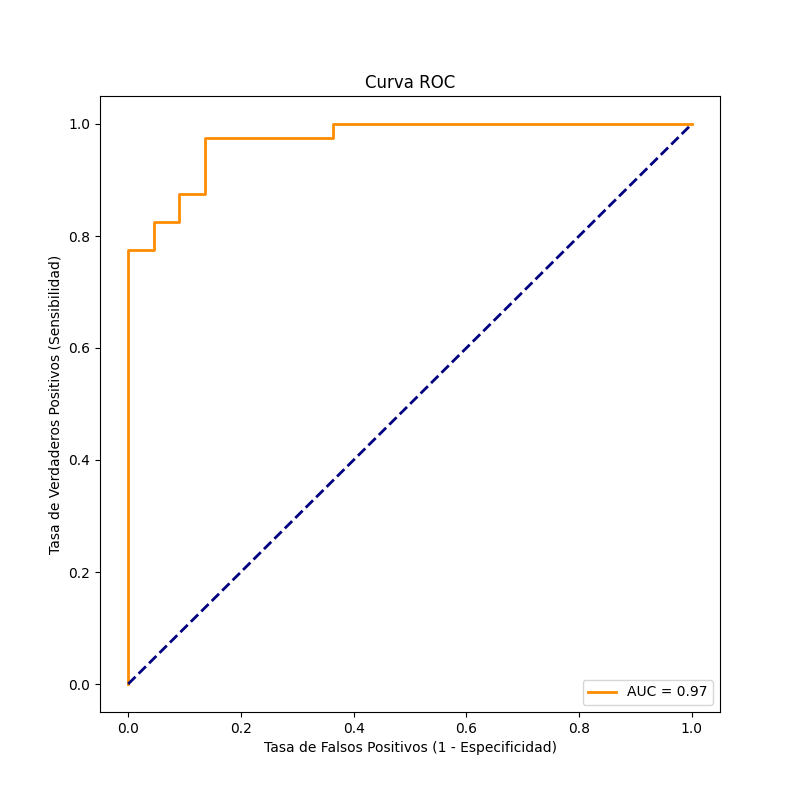 Curva ROC
Tasa de Verdaderos Positivos (Sensibilidad)
1.0
0.8
0.6
0.4
0.2
0.0
AUC = 0.97
0.0 0.2 0.4 0.6 0.8 1.0
Tasa de Falsos Positivos (1 - Especificidad)